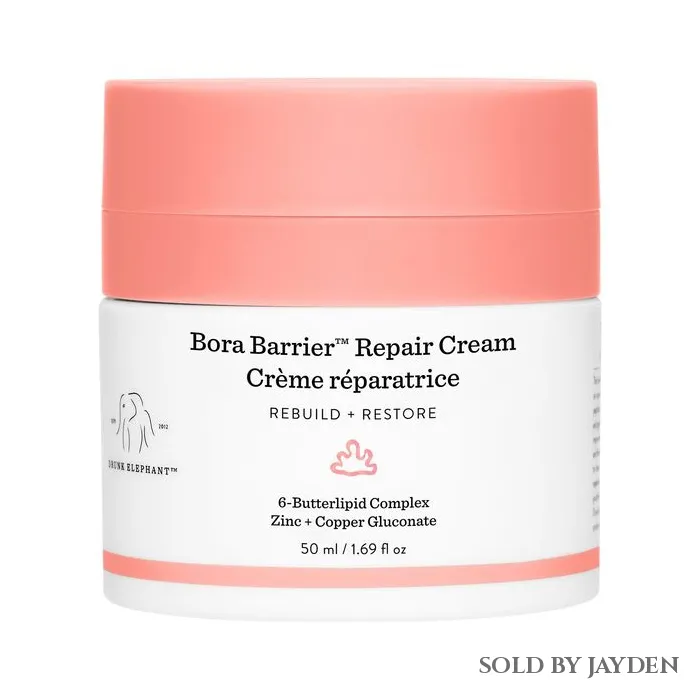 Bora Barrier™ Repair Cream
Crème réparatrice
REBUILD + RESTORE
2012
DRUNK ELEPHANT™
6-Butterlipid Complex
Zinc + Copper Gluconate
50 ml / 1.69 fl oz
SOLD BY JAYDEN